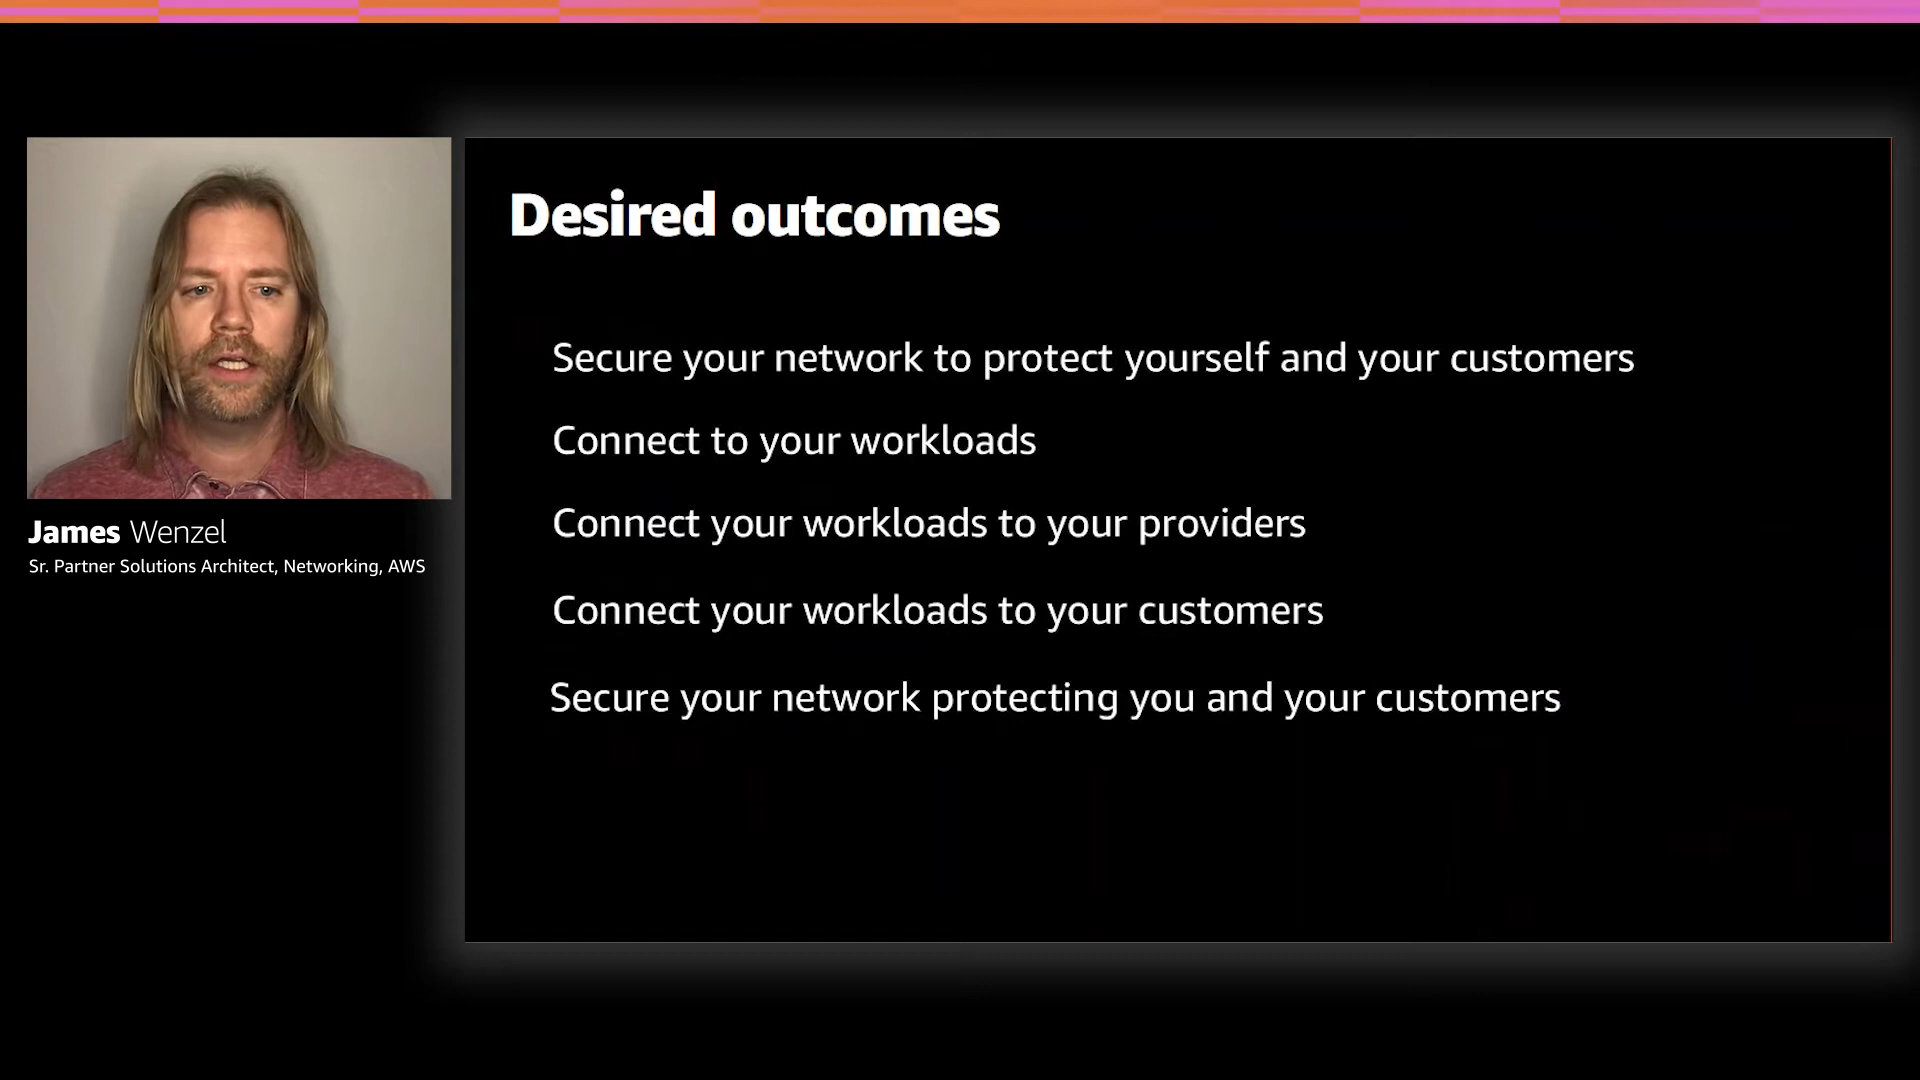 James Wenzel
Sr. Partner Solutions Architect, Networking, AWS
Desired outcomes
Secure your network to protect yourself and your customers
Connect to your workloads
Connect your workloads to your providers
Connect your workloads to your customers
Secure your network protecting you and your customers